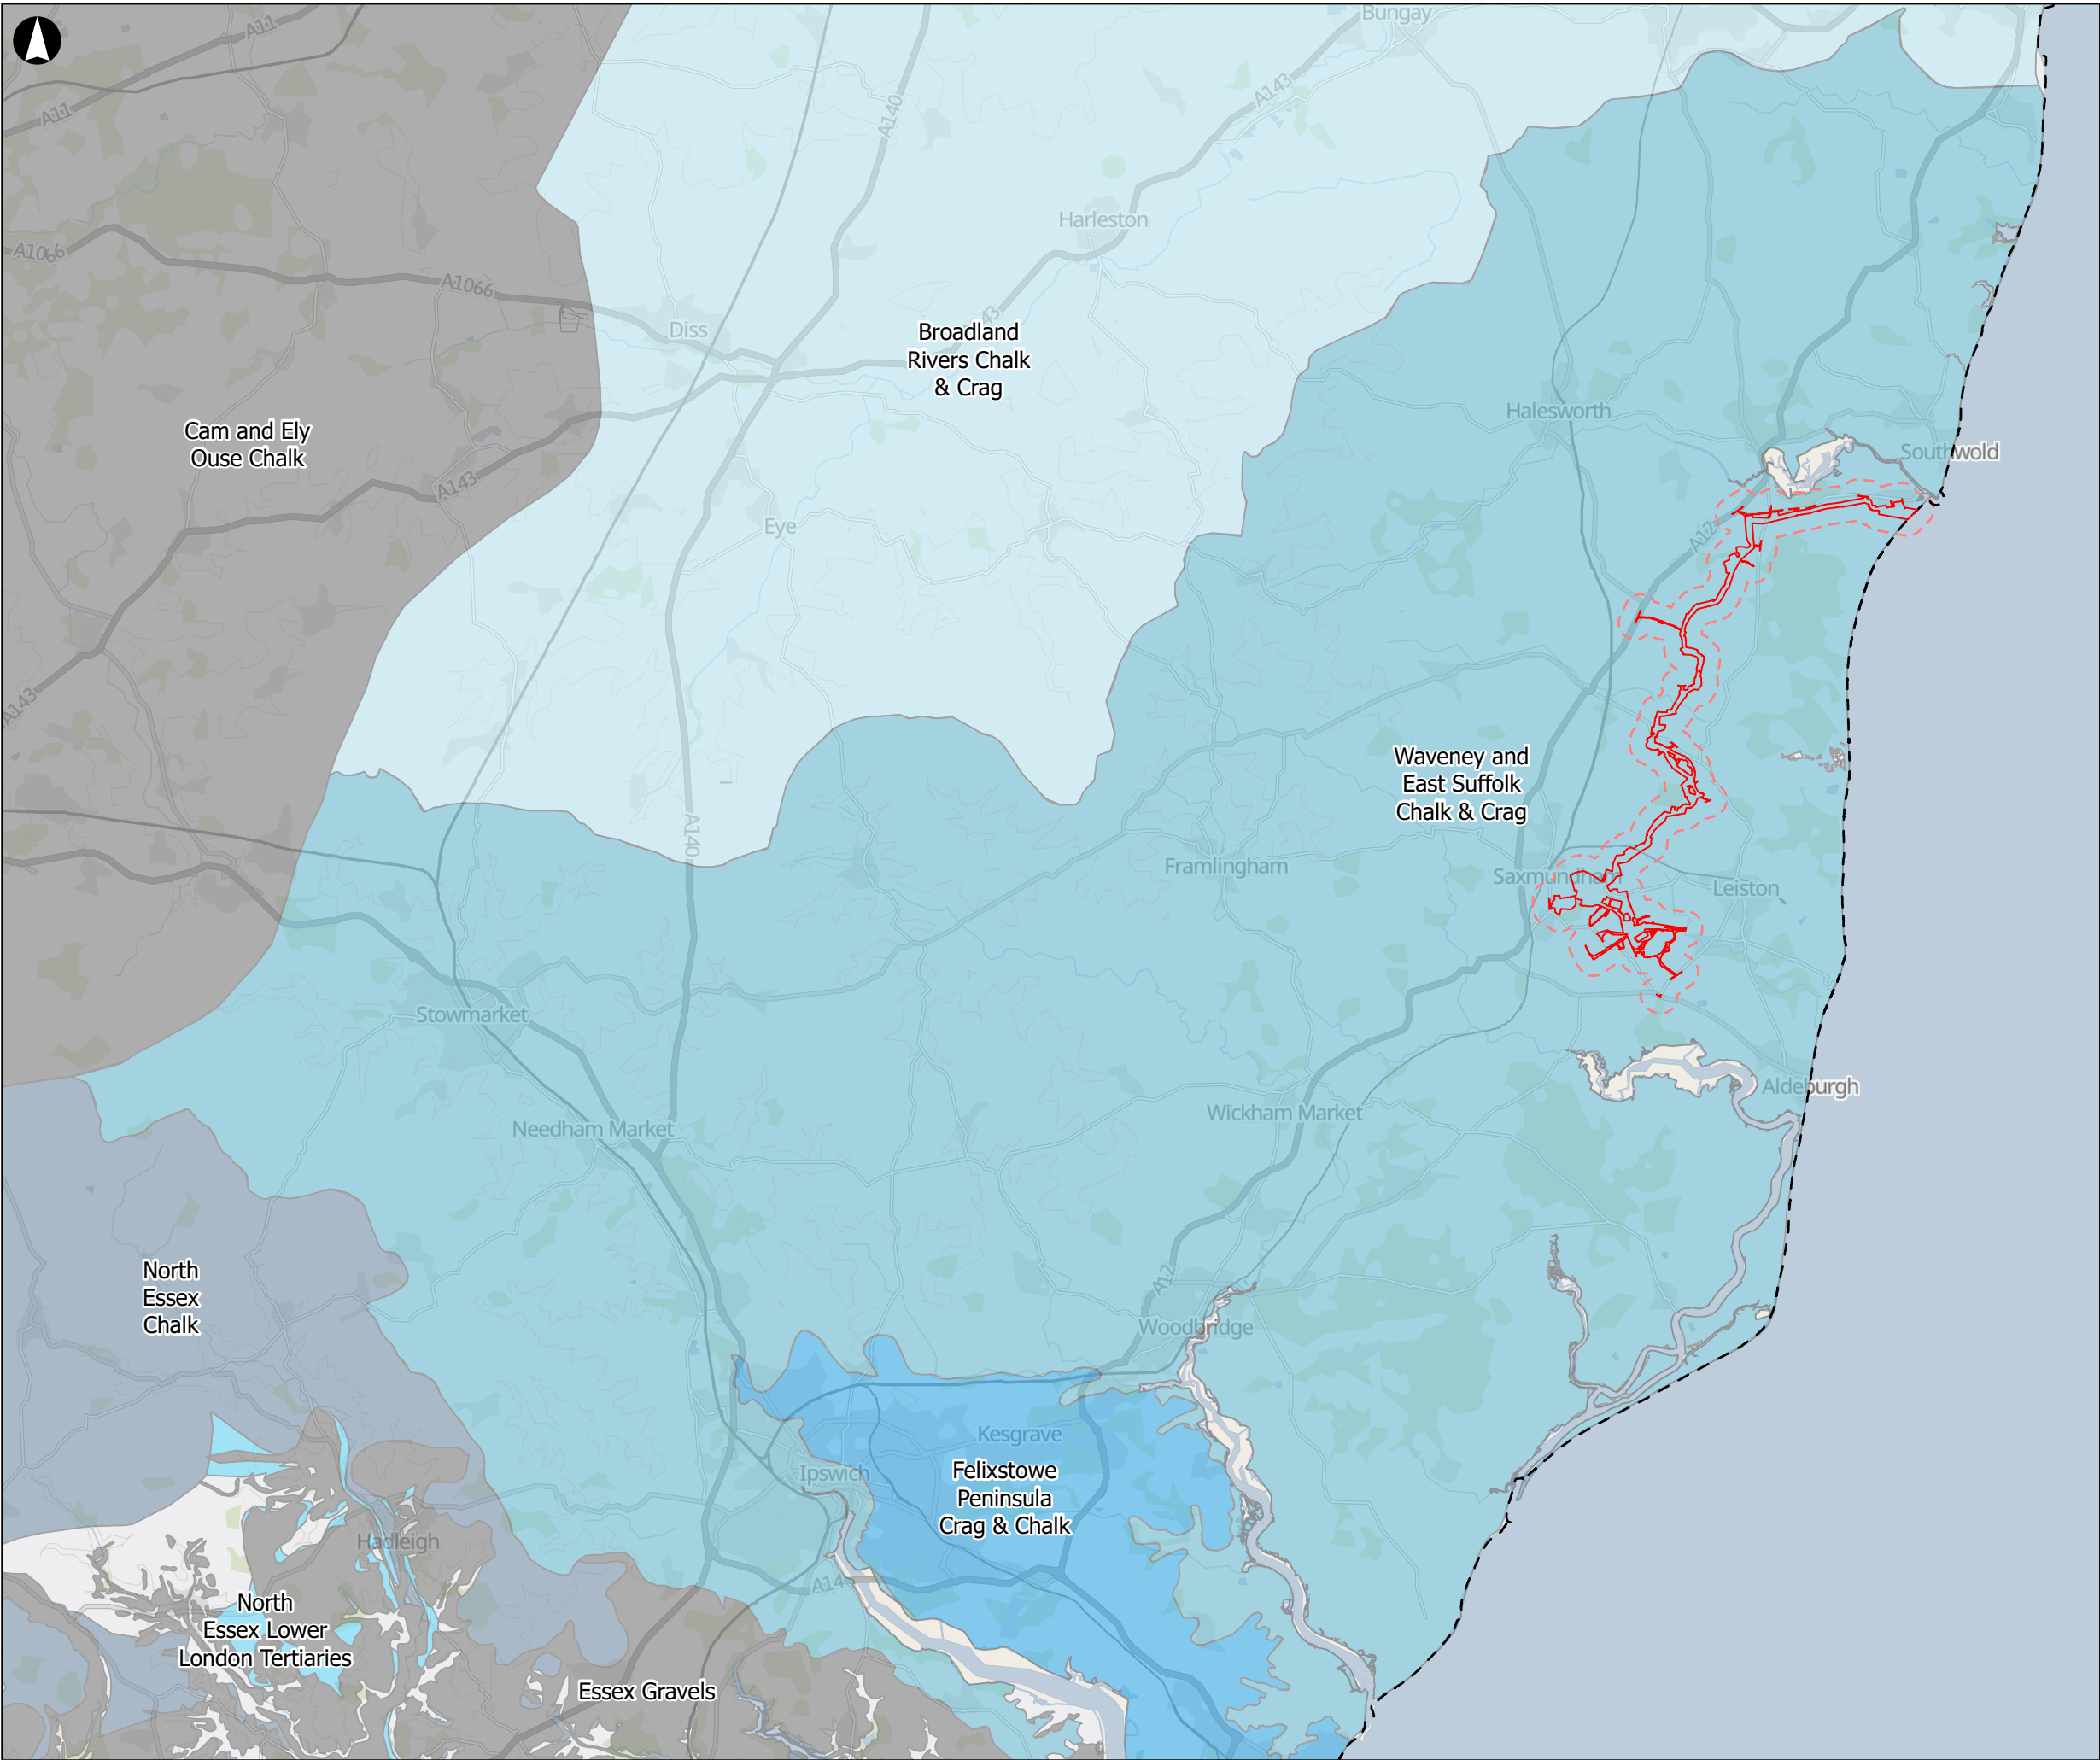 Bungay
A11
A140
A143
A11
Harleston
A1066
A1066
43
Diss
Broadland
Rivers Chalk
& Crag
Halesworth
Cam and Ely
Ouse Chalk
Southwold
A143
Eye
A12
A143
Waveney and
East Suffolk
Chalk & Crag
A140
Framlingham
Saxmundham
Leiston
Stowmarket
Aldeburgh
Wickham Market
Needham Market
A12
North
Essex
Chalk
Woodbridge
Kesgrave
Ipswich
Felixstowe
Peninsula
Crag & Chalk
Hadleigh
A14
North
Essex Lower
London Tertiaries
Essex Gravels